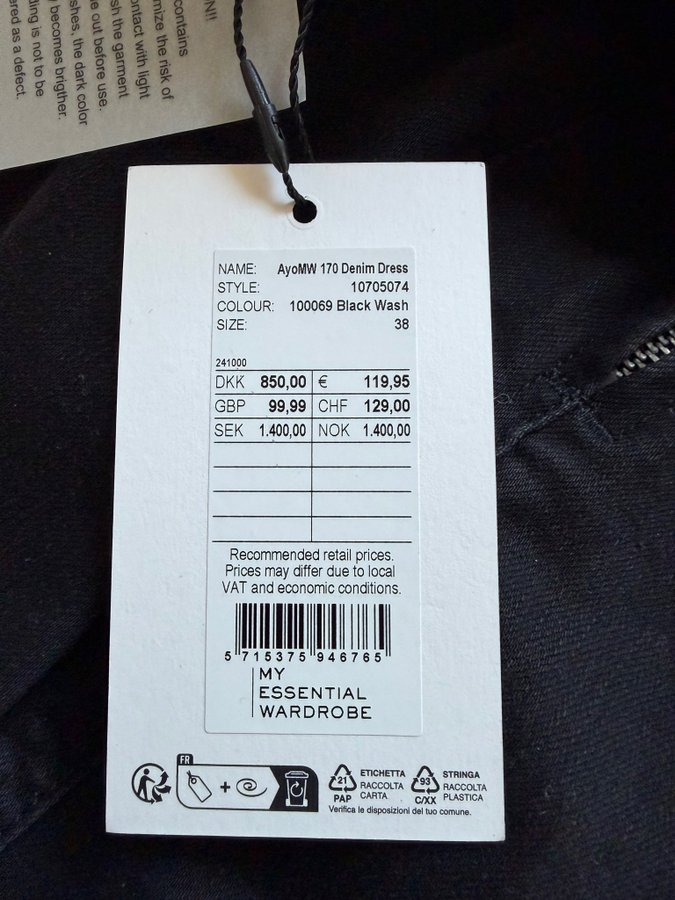 ON!!
contains
mize the risk of
ontact with light
sh the garment
e out before use.
shes, the dark color
y becomes brigther.
ding is not to be
ered as a defect.
NAME: AyoMW 170 Denim Dress
STYLE: 10705074
COLOUR: 100069 Black Wash
SIZE: 38
241000
DKK 850,00 € 119,95
GBP 99,99 CHF 129,00
SEK 1.400,00 NOK 1.400,00
Recommended retail prices.
Prices may differ due to local
VAT and economic conditions.
5 715375 946765
MY
ESSENTIAL
WARDROBE
FR
+
21
PAP
ETICHETTA
RACCOLTA
CARTA
93
C/XX
STRINGA
RACCOLTA
PLASTICA
Verifica le disposizioni del tuo comune.